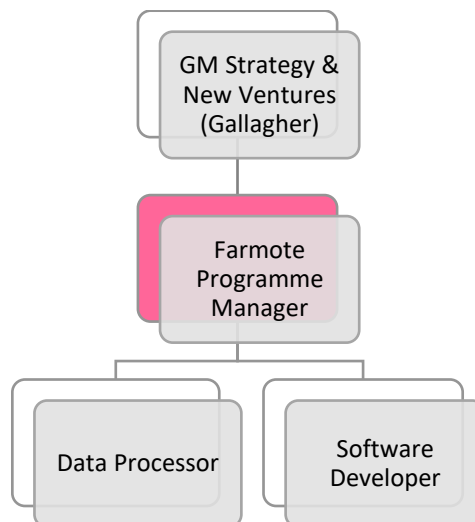 GM Strategy &
New Ventures
(Gallagher)
Farmote
Programme
Manager
Data Processor
Software
Developer